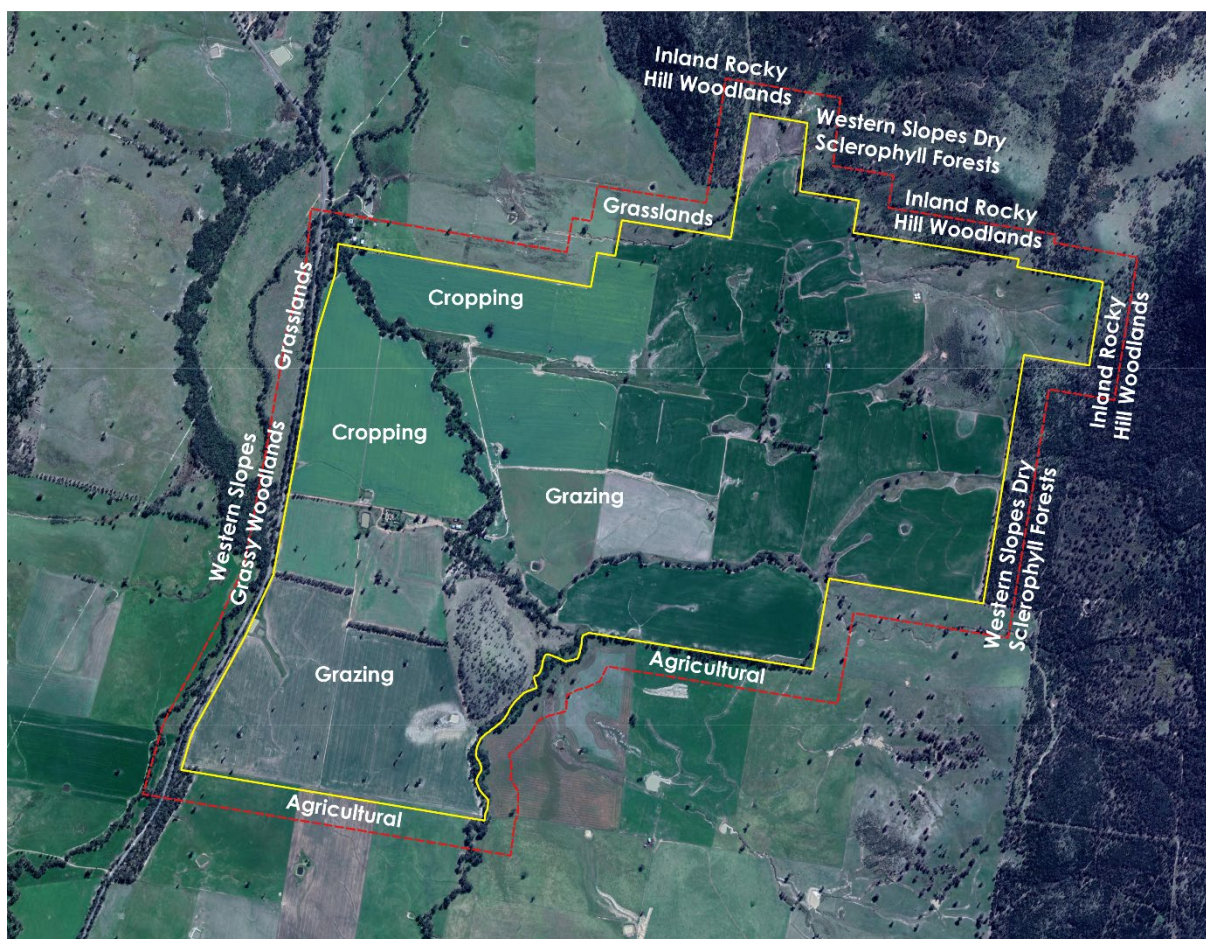 Inland Rocky
Hill Woodlands
Western Slopes Dry
Sclerophyll Forests
Grasslands
Inland Rocky
Hill Woodlands
Cropping
Grasslands
Inland Rocky
Hill Woodlands
Cropping
Western Slopes
Grassy Woodlands
Grazing
Western Slopes Dry
Sclerophyll Forests
Agricultural
Grazing
Agricultural